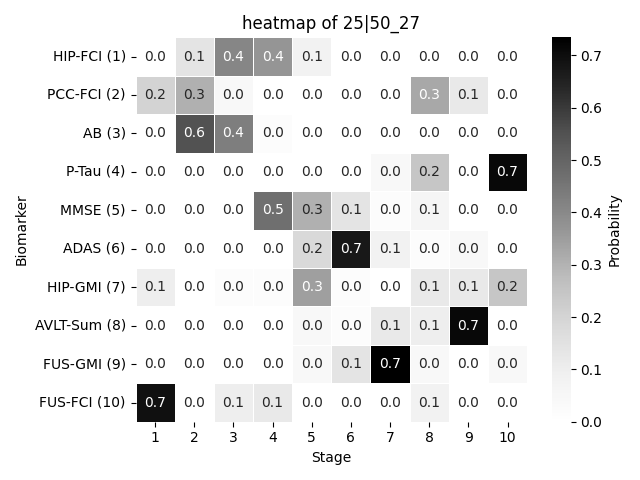 heatmap of 25|50_27
HIP-FCI (1) 0.0 0.1 0.4 0.4 0.1 0.0 0.0 0.0 0.0 0.0
PCC-FCI (2) 0.2 0.3 0.0 0.0 0.0 0.0 0.0 0.3 0.1 0.0
AB (3) 0.0 0.6 0.4 0.0 0.0 0.0 0.0 0.0 0.0 0.0
P-Tau (4) 0.0 0.0 0.0 0.0 0.0 0.0 0.0 0.2 0.0 0.7
MMSE (5) 0.0 0.0 0.0 0.5 0.3 0.1 0.0 0.1 0.0 0.0
ADAS (6) 0.0 0.0 0.0 0.0 0.2 0.7 0.1 0.0 0.0 0.0
HIP-GMI (7) 0.1 0.0 0.0 0.0 0.3 0.0 0.0 0.1 0.1 0.2
AVLT-Sum (8) 0.0 0.0 0.0 0.0 0.0 0.0 0.1 0.1 0.7 0.0
FUS-GMI (9) 0.0 0.0 0.0 0.0 0.0 0.1 0.7 0.0 0.0 0.0
FUS-FCI (10) 0.7 0.0 0.1 0.1 0.0 0.0 0.0 0.1 0.0 0.0
1 2 3 4 5 6 7 8 9 10
Stage
Biomarker
0.7
0.6
0.5
0.4
0.3
0.2
0.1
0.0
Probability